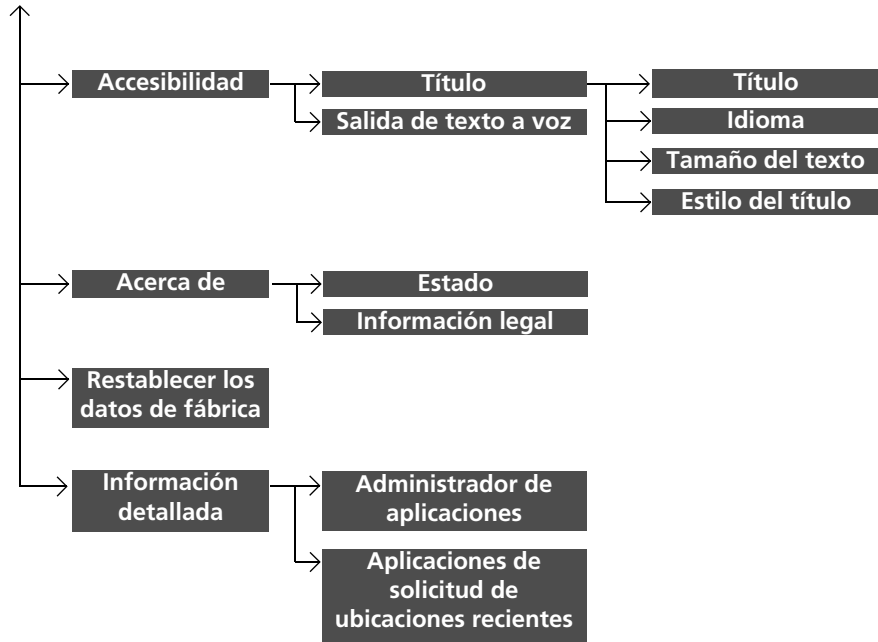 Accesibilidad
Título
Título
Salida de texto a voz
Idioma
Tamaño del texto
Estilo del título
Acerca de
Estado
Información legal
Restablecer los
datos de fábrica
Información
detallada
Administrador de
aplicaciones
Aplicaciones de
solicitud de
ubicaciones recientes